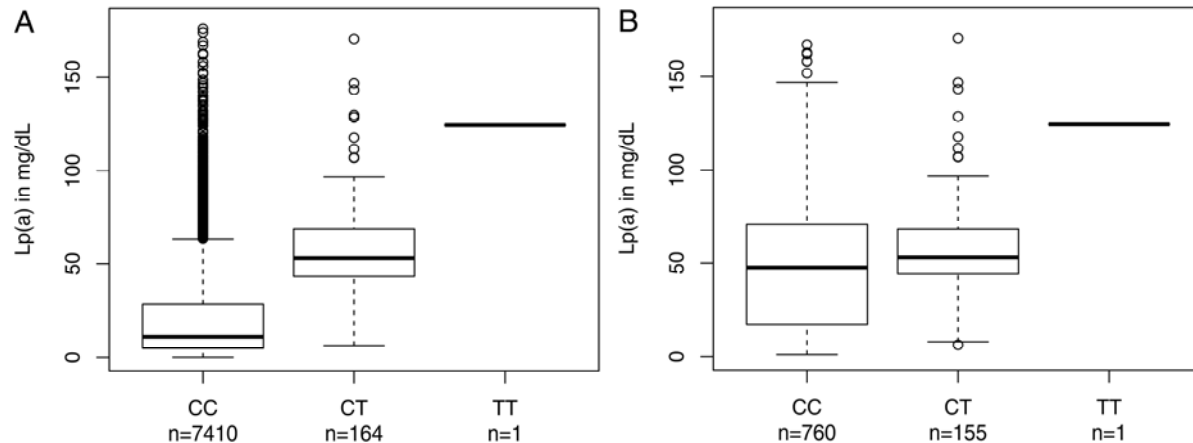 A
Lp(a) in mg/dL
150
100
50
0
CC
CT
TT
n=7410
n=164
n=1
B
Lp(a) in mg/dL
150
100
50
0
CC
CT
TT
n=760
n=155
n=1